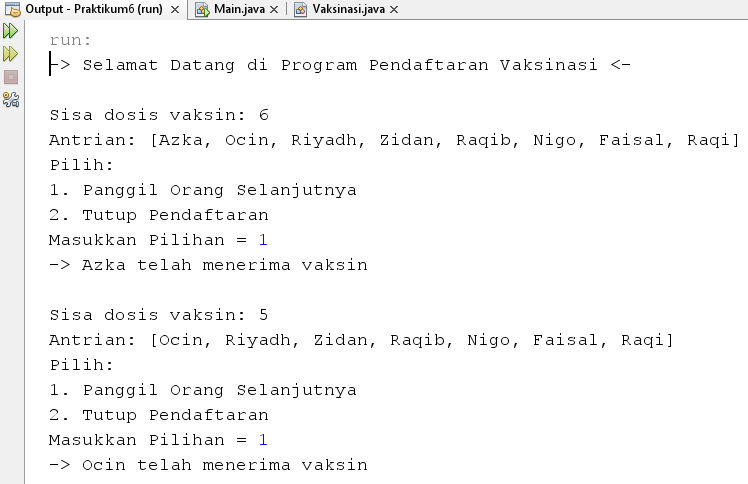 Output - Praktikum6 (run) × Main.java × Vaksinasi.java ×
run:
-> Selamat Datang di Program Pendaftaran Vaksinasi <-
Sisa dosis vaksin: 6
Antrian: [Azka, Ocin, Riyadh, Zidan, Raqib, Nigo, Faisal, Raqi]
Pilih:
1. Panggil Orang Selanjutnya
2. Tutup Pendaftaran
Masukkan Pilihan = 1
-> Azka telah menerima vaksin
Sisa dosis vaksin: 5
Antrian: [Ocin, Riyadh, Zidan, Raqib, Nigo, Faisal, Raqi]
Pilih:
1. Panggil Orang Selanjutnya
2. Tutup Pendaftaran
Masukkan Pilihan = 1
-> Ocin telah menerima vaksin